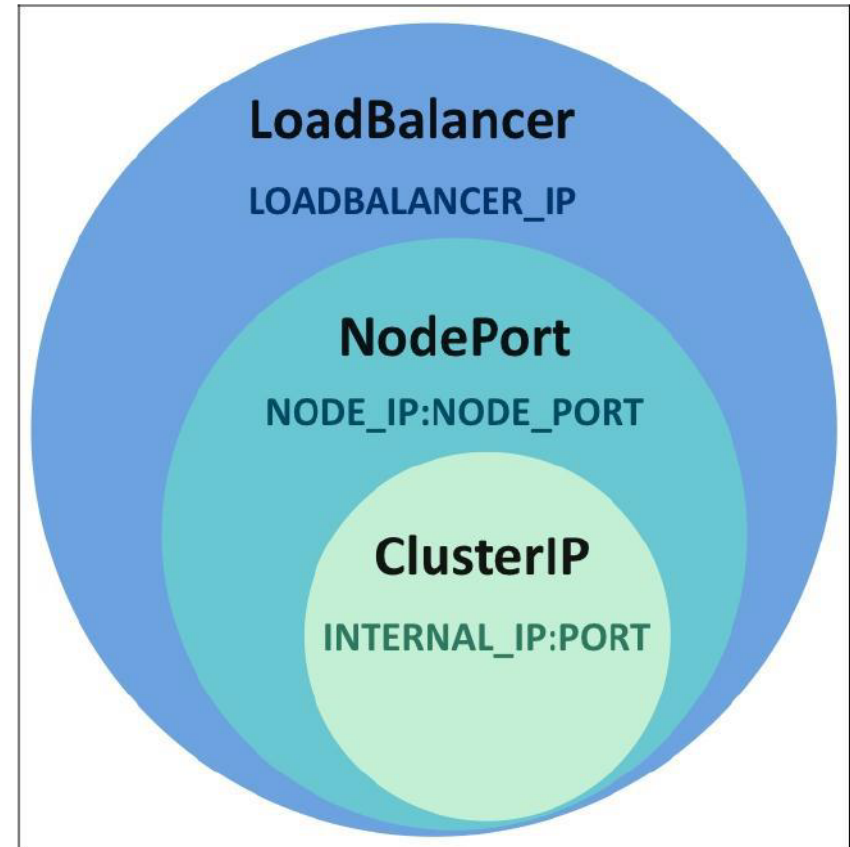 LoadBalancer
LOADBALANCER_IP
NodePort
NODE_IP:NODE_PORT
ClusterIP
INTERNAL_IP:PORT